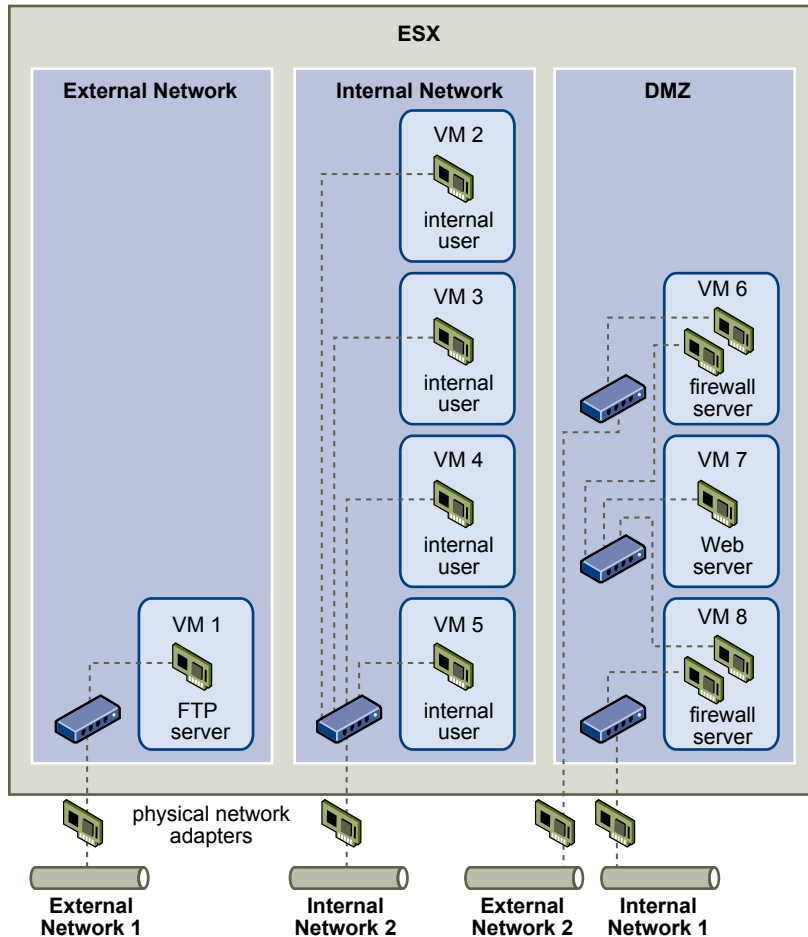 ESX
External Network
VM 1
FTP
server
Internal Network
VM 2
internal
user
VM 3
internal
user
VM 4
internal
user
VM 5
internal
user
DMZ
VM 6
firewall
server
VM 7
Web
server
VM 8
firewall
server
physical network
adapters
External
Network 1
Internal
Network 2
External
Network 2
Internal
Network 1